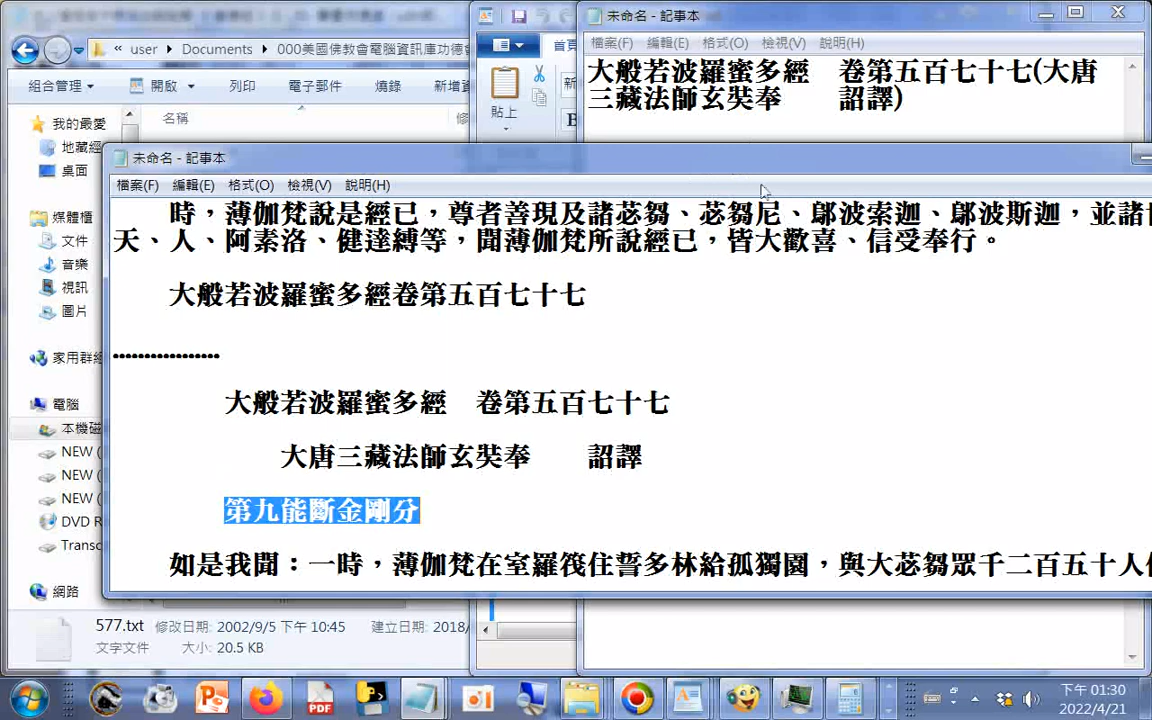 未命名 - 記事本
« user ▸ Documents ▸ 000美國佛教會電腦資訊庫功德會
檔案(F) 編輯(E) 格式(O) 檢視(V) 說明(H)
大般若波羅蜜多經　卷第五百七十七(大唐
三藏法師玄奘奉　　詔譯)
組合管理 開啟 列印 電子郵件 燒錄 新增資
貼上
名稱
我的最愛
地藏經
桌面
媒體櫃
文件
音樂
視訊
圖片
家用群組
電腦
本機磁
NEW (
NEW (
NEW (
DVD R
Transc
網路
未命名 - 記事本
檔案(F) 編輯(E) 格式(O) 檢視(V) 說明(H)
時，薄伽梵說是經已，尊者善現及諸苾芻、苾芻尼、鄔波索迦、鄔波斯迦，並諸世
天、人、阿素洛、健達縛等，聞薄伽梵所說經已，皆大歡喜、信受奉行。
大般若波羅蜜多經卷第五百七十七
.................
大般若波羅蜜多經　卷第五百七十七
大唐三藏法師玄奘奉　　詔譯
第九能斷金剛分
如是我聞：一時，薄伽梵在室羅筏住誓多林給孤獨園，與大苾芻眾千二百五十人
577.txt 修改日期: 2002/9/5 下午 10:45 建立日期: 2018/
文字文件 大小: 20.5 KB
下午 01:30
2022/4/21